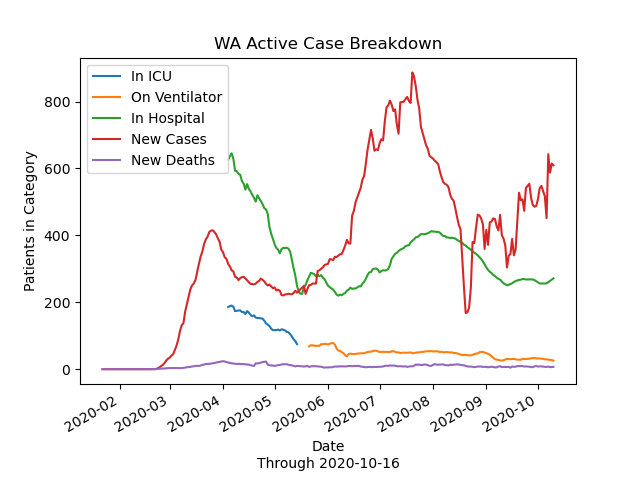 WA Active Case Breakdown
In ICU
On Ventilator
In Hospital
New Cases
New Deaths
Patients in Category
800
600
400
200
0
2020-02
2020-03
2020-04
2020-05
2020-06
2020-07
2020-08
2020-09
2020-10
Date
Through 2020-10-16